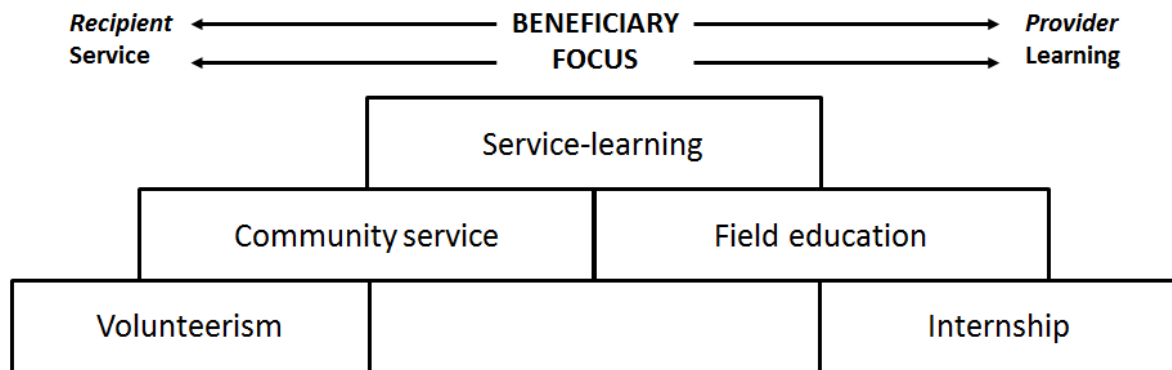 Recipient BENEFICIARY Provider
Service FOCUS Learning
Service-learning
Community service Field education
Volunteerism Internship